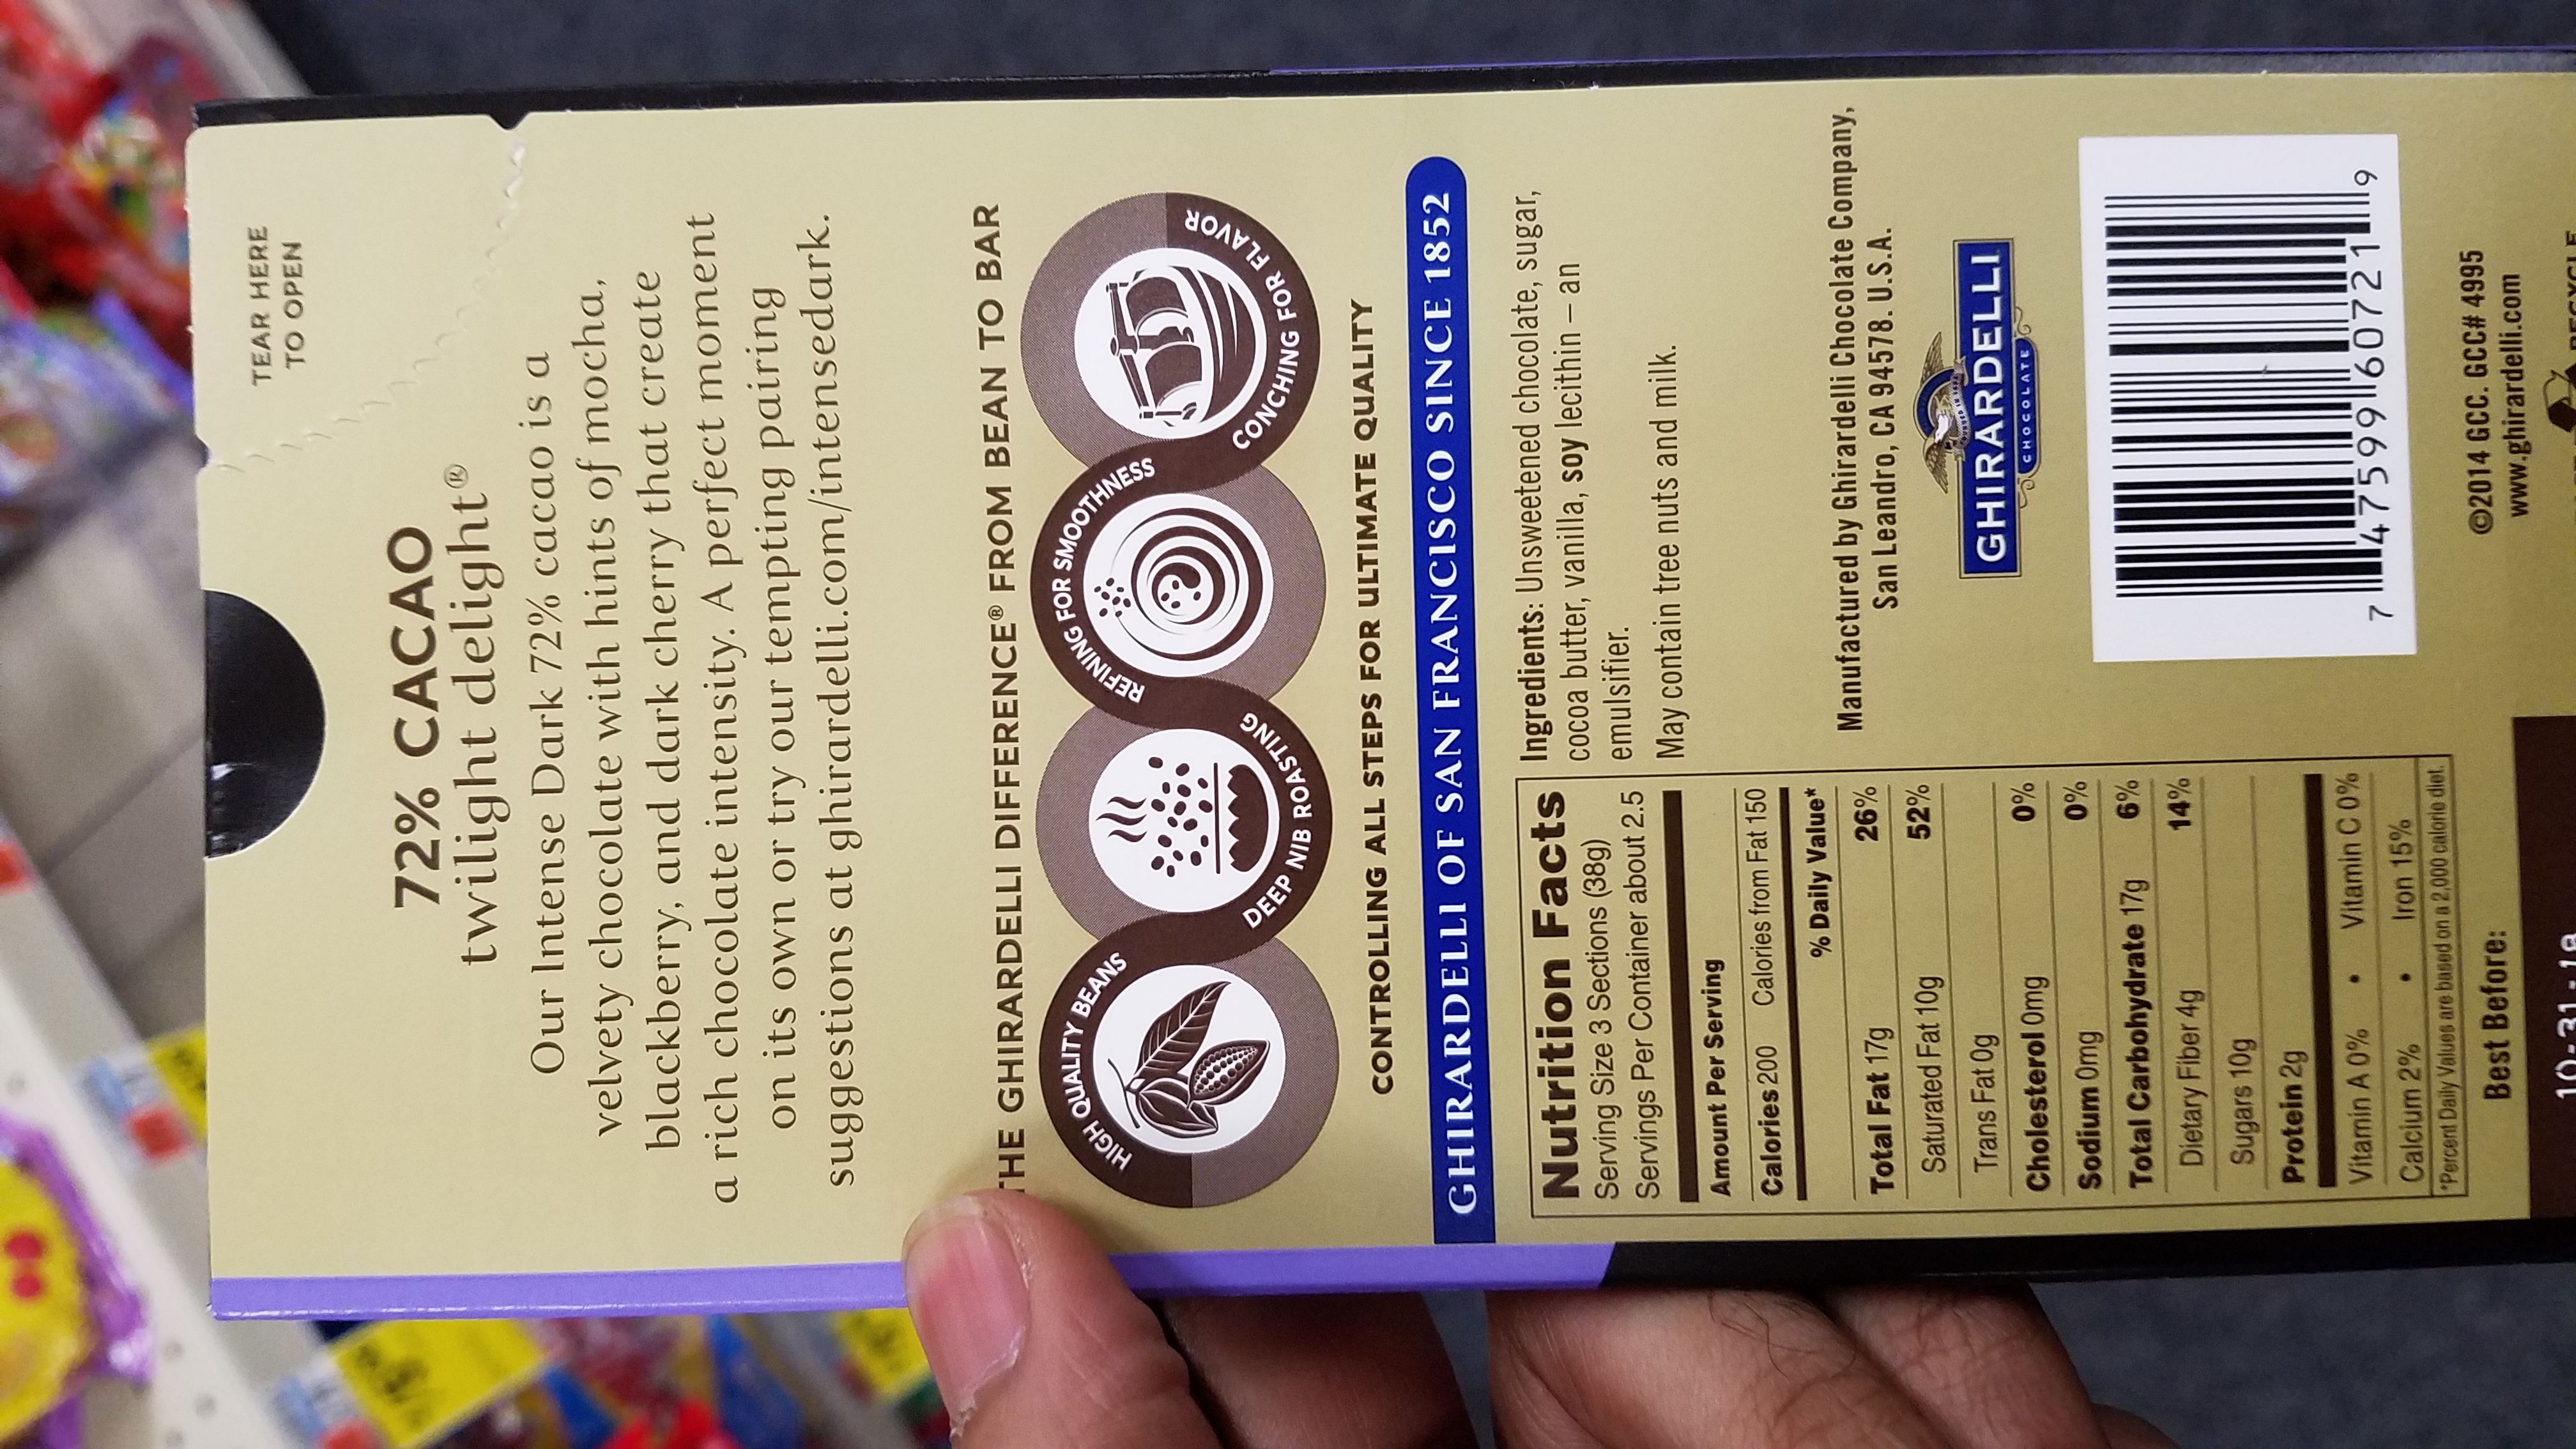 TEAR HERE
TO OPEN
72% CACAO
twilight delight®
Our Intense Dark 72% cacao is a
velvety chocolate with hints of mocha,
blackberry, and dark cherry that create
a rich chocolate intensity. A perfect moment
on its own or try our tempting pairing
suggestions at ghirardelli.com/intensedark.
THE GHIRARDELLI DIFFERENCE® FROM BEAN TO BAR
HIGH QUALITY BEANS
DEEP NIB ROASTING
REFINING FOR SMOOTHNESS
CONCHING FOR FLAVOR
CONTROLLING ALL STEPS FOR ULTIMATE QUALITY
GHIRARDELLI OF SAN FRANCISCO SINCE 1852
Nutrition Facts
Serving Size 3 Sections (38g)
Servings Per Container about 2.5
Amount Per Serving
Calories 200 Calories from Fat 150
% Daily Value*
Total Fat 17g 26%
Saturated Fat 10g 52%
Trans Fat 0g
Cholesterol 0mg 0%
Sodium 0mg 0%
Total Carbohydrate 17g 6%
Dietary Fiber 4g 14%
Sugars 10g
Protein 2g
Vitamin A 0% • Vitamin C 0%
Calcium 2% • Iron 15%
*Percent Daily Values are based on a 2,000 calorie diet.
Best Before:
10-31-18
Ingredients: Unsweetened chocolate, sugar,
cocoa butter, vanilla, soy lecithin – an
emulsifier.
May contain tree nuts and milk.
Manufactured by Ghirardelli Chocolate Company,
San Leandro, CA 94578. U.S.A.
FOUNDED IN 1852
GHIRARDELLI
CHOCOLATE
7 47599 60721 9
©2014 GCC. GCC# 4995
www.ghirardelli.com
RECYCLE